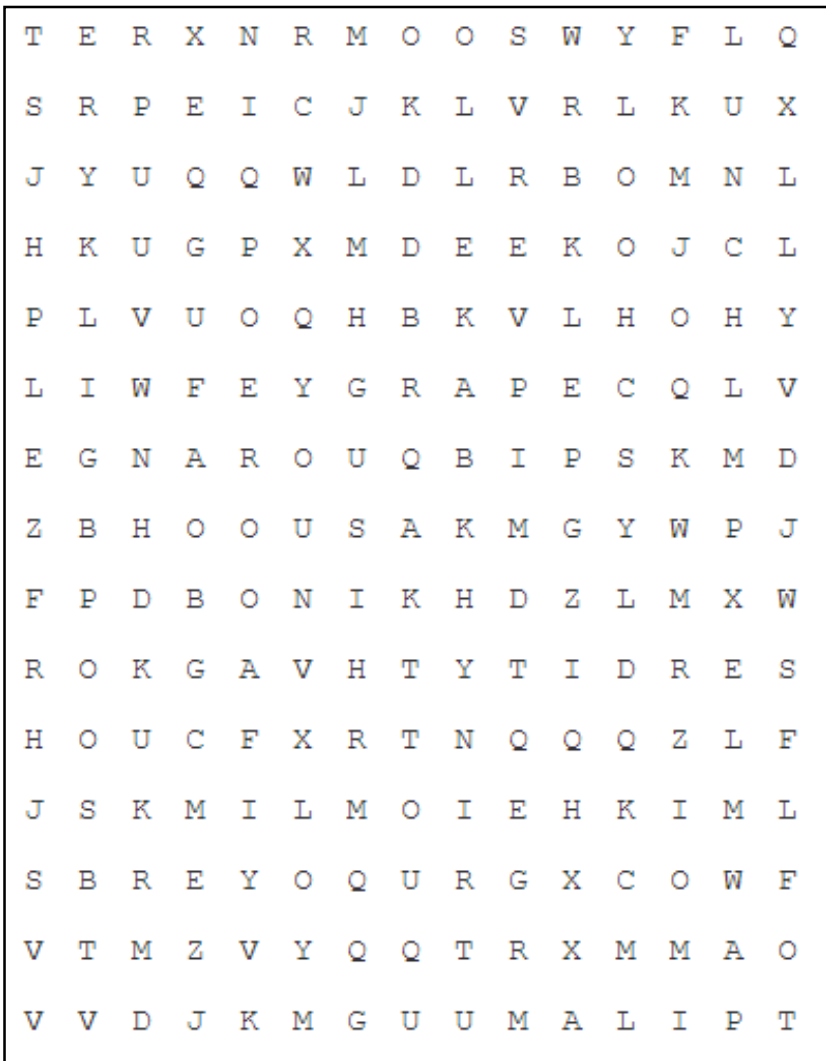 T E R X N R M O O S W Y F L Q
S R P E I C J K L V R L K U X
J Y U Q Q W L D L R B O M N L
H K U G P X M D E E K O J C L
P L V U O Q H B K V L H O H Y
L I W F E Y G R A P E C Q L V
E G N A R O U Q B I P S K M D
Z B H O O U S A K M G Y W P J
F P D B O N I K H D Z L M X W
R O K G A V H T Y T I D R E S
H O U C F X R T N Q Q Q Z L F
J S K M I L M O I E H K I M L
S B R E Y O Q U R G X C O W F
V T M Z V Y Q Q T R X M M A O
V V D J K M G U U M A L I P T